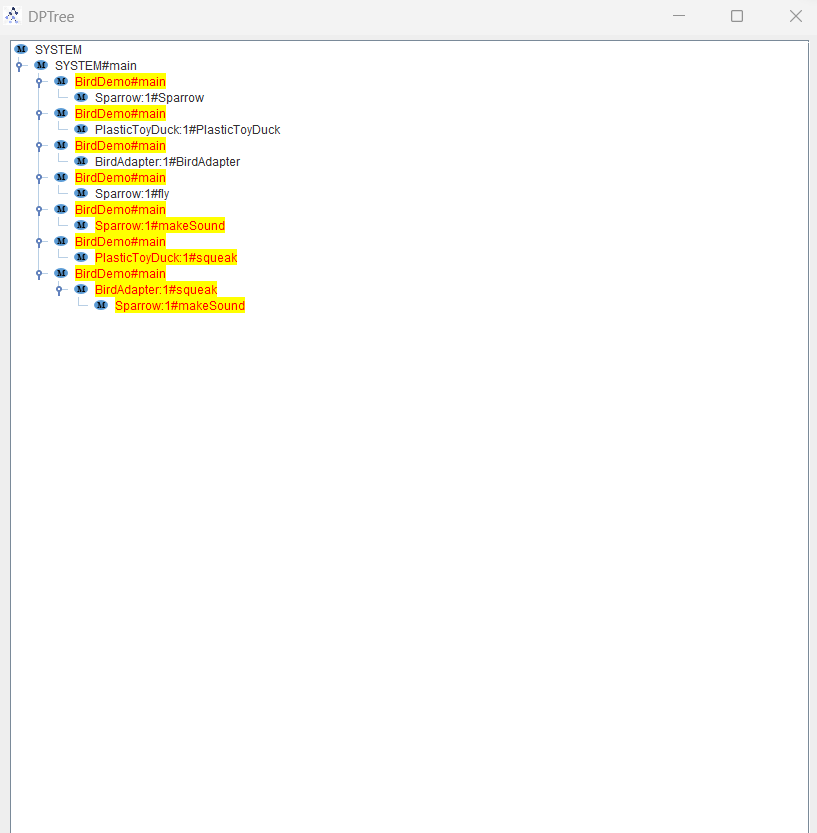 DPTree
SYSTEM
SYSTEM#main
BirdDemo#main
Sparrow:1#Sparrow
BirdDemo#main
PlasticToyDuck:1#PlasticToyDuck
BirdDemo#main
BirdAdapter:1#BirdAdapter
BirdDemo#main
Sparrow:1#fly
BirdDemo#main
Sparrow:1#makeSound
BirdDemo#main
PlasticToyDuck:1#squeak
BirdDemo#main
BirdAdapter:1#squeak
Sparrow:1#makeSound